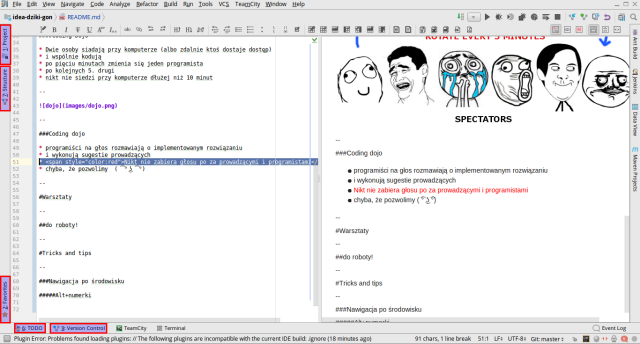 File Edit View Navigate Code Analyze Refactor Build Run Tools VCS TeamCity Window Help
idea-dziki-gon README.md
* Dwie osoby siadają przy komputerze (albo zdalnie ktoś dostaje dostęp)
* i wspólnie kodują
* po pięciu minutach zmienia się jeden programista
* po kolejnych 5. drugi
* nikt nie siedzi przy komputerze dłużej niż 10 minut
--
![dojo](images/dojo.png)
--
###Coding dojo
* programiści na głos rozmawiają o implementowanym rozwiązaniu
* i wykonują sugestie prowadzących
* <span style="color:red">Nikt nie zabiera głosu po za prowadzącymi i programistami</
* chyba, że pozwolimy ( ͡° ͜ʖ ͡°)
--
#Warsztaty
--
##do roboty!
--
#Tricks and tips
--
###Nawigacja po środowisku
#####Alt+numerki
ROTATE EVERY 5 MINUTES
SPECTATORS
--
###Coding dojo
● programiści na głos rozmawiają o implementowanym rozwiązaniu
● i wykonują sugestie prowadzących
● Nikt nie zabiera głosu po za prowadzącymi i programistami
● chyba, że pozwolimy ( ͡° ͜ʖ ͡°)
--
#Warsztaty
--
##do roboty!
--
#Tricks and tips
--
###Nawigacja po środowisku
#####Alt+numerki
1: Project
7: Structure
2: Favorites
Ant Build
Jenkins
Data View
Maven Projects
6: TODO 9: Version Control TeamCity Terminal Event Log
Plugin Error: Problems found loading plugins: // The following plugins are incompatible with the current IDE build: .ignore (18 minutes ago) 91 chars, 1 line break 51:1 LF÷ UTF-8÷ Git: master÷